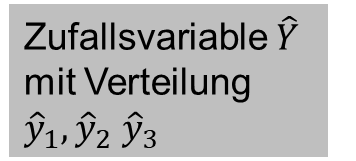 Zufallsvariable Ŷ
mit Verteilung
ŷ₁, ŷ₂ ŷ₃